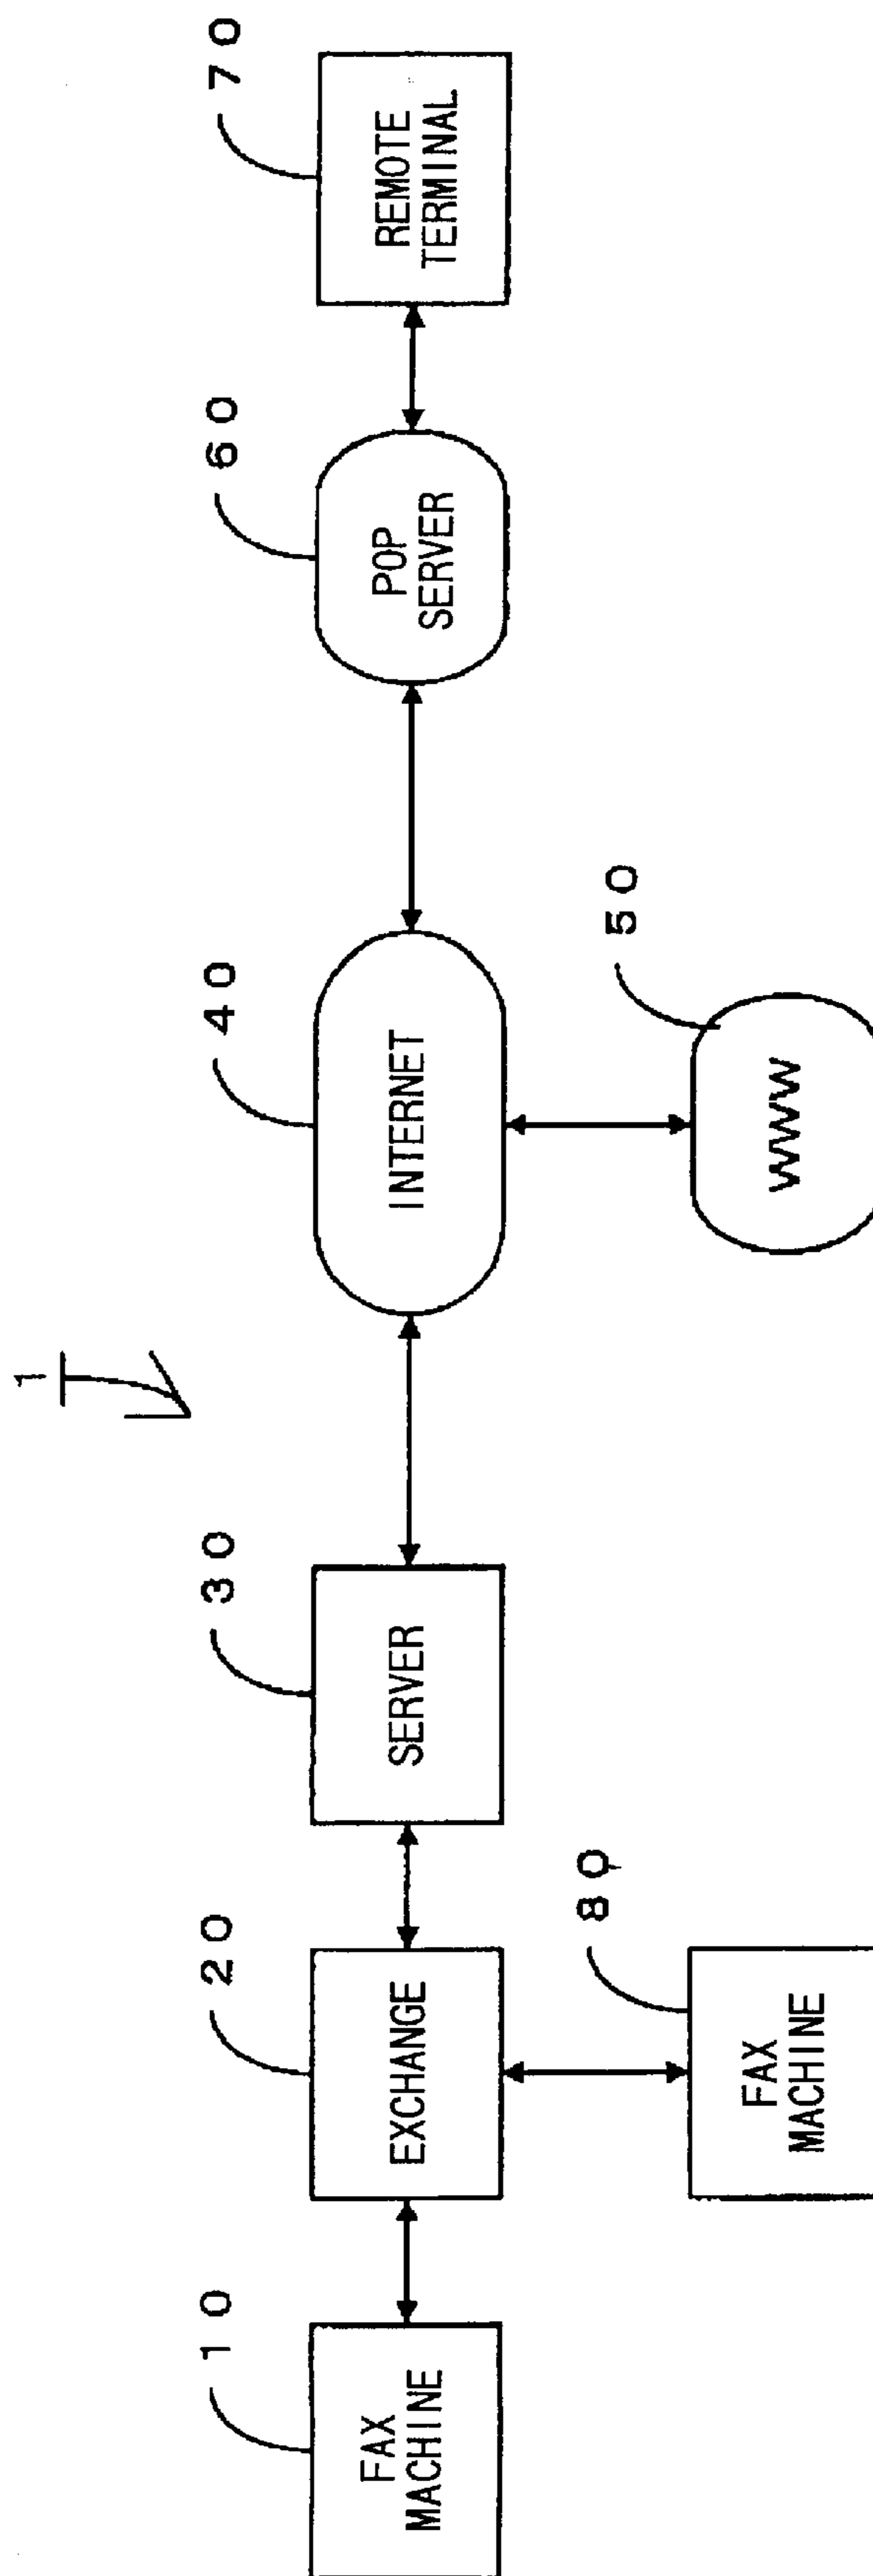 1
10
FAX
MACHINE
20
EXCHANGE
30
SERVER
40
INTERNET
60
POP
SERVER
70
REMOTE
TERMINAL
80
FAX
MACHINE
50
WWW